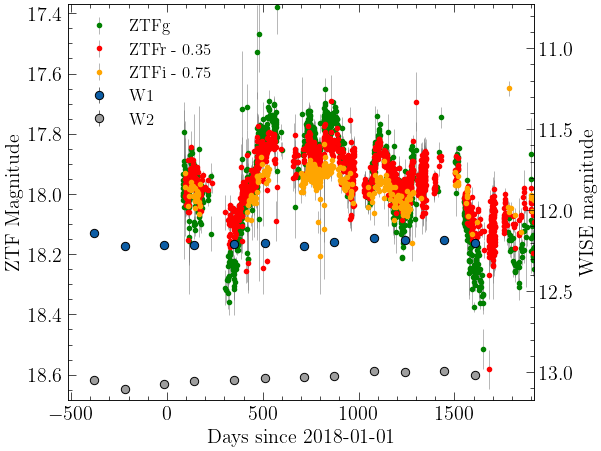 ZTFg
ZTFr - 0.35
ZTFi - 0.75
W1
W2
17.4
17.6
17.8
18.0
18.2
18.4
18.6
ZTF Magnitude
11.0
11.5
12.0
12.5
13.0
WISE magnitude
−500
0
500
1000
1500
Days since 2018-01-01